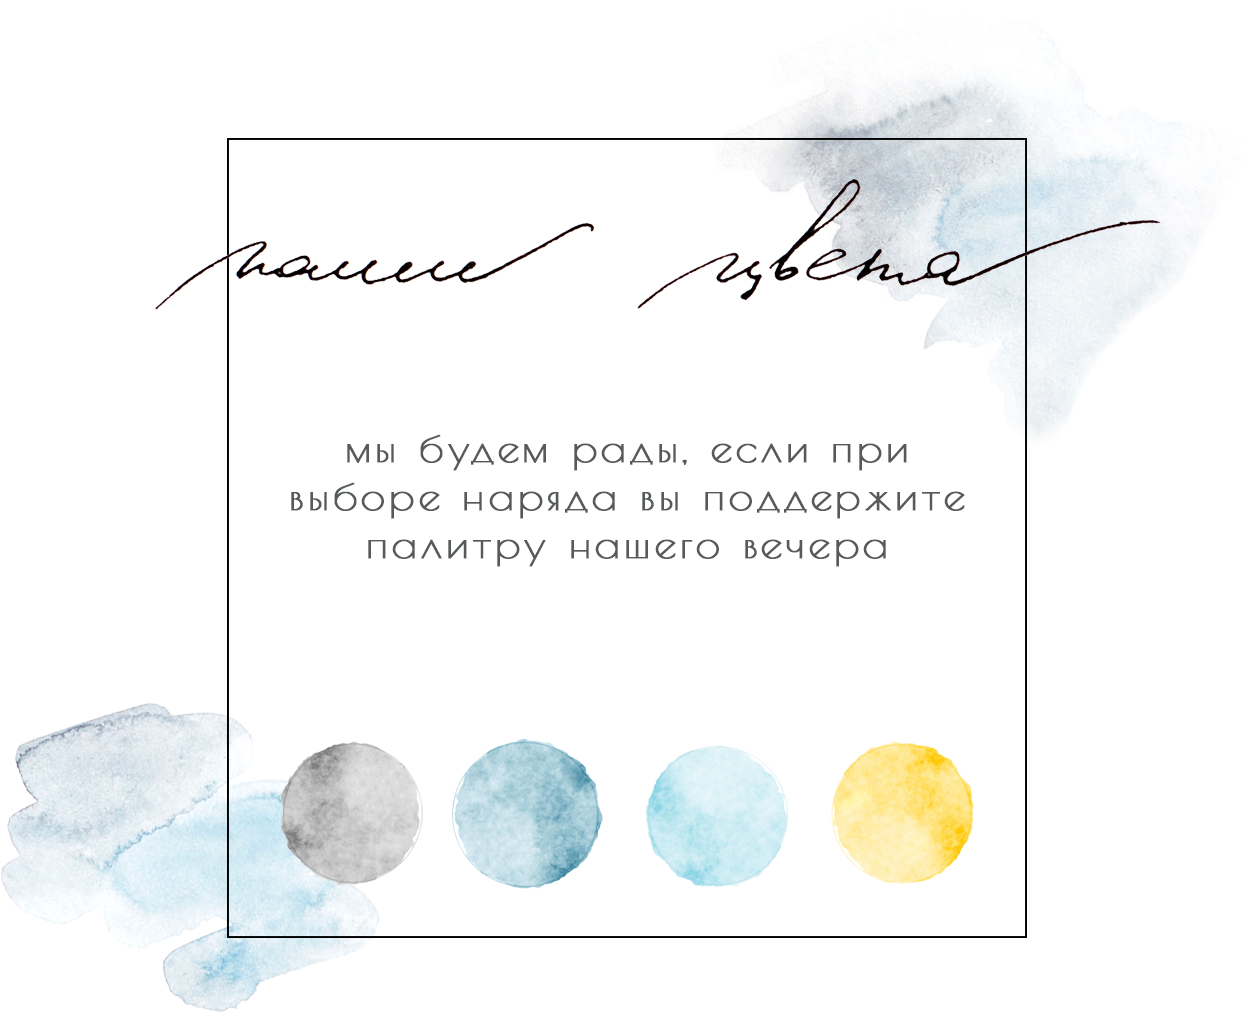 наши цвета
мы будем рады, если при
выборе наряда вы поддержите
палитру нашего вечера